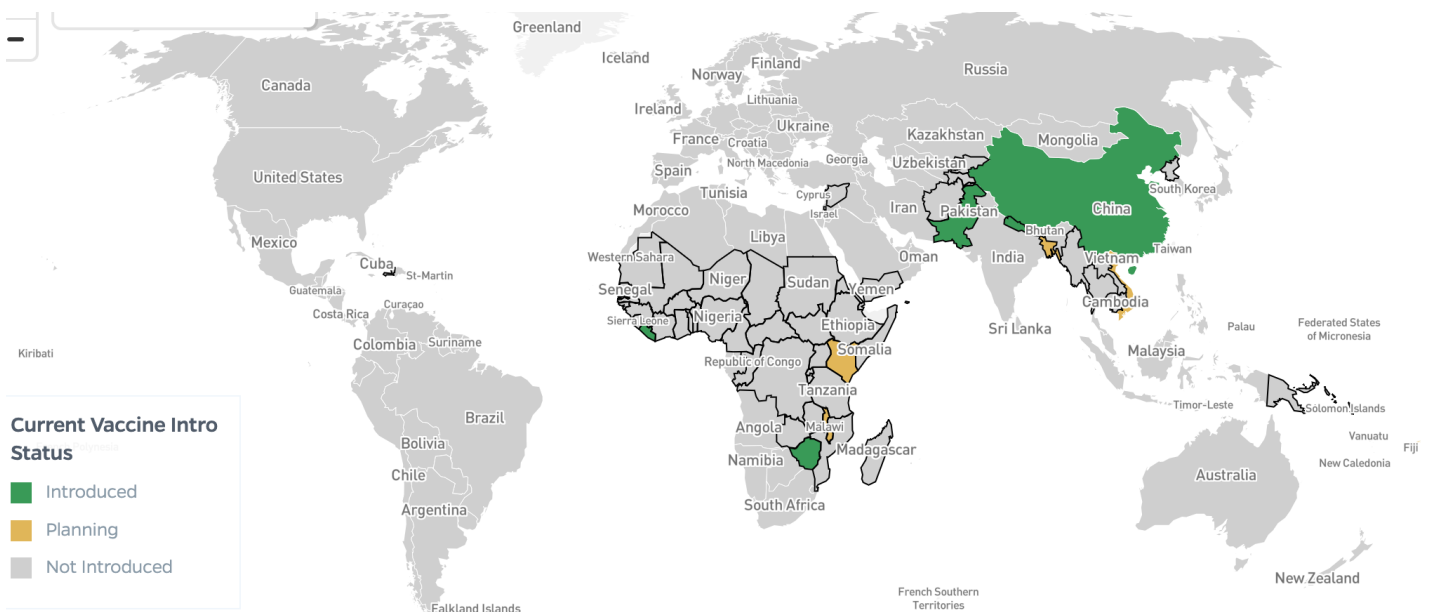 Greenland
Iceland
Finland
Norway
Russia
Canada
Lithuania
Ireland
Ukraine
Kazakhstan
Mongolia
France
Croatia
Georgia
Uzbekistan
North Macedonia
Spain
United States
Tunisia
Cyprus
South Korea
Morocco
Israel
Iran
Pakistan
China
Bhutan
Mexico
Libya
Taiwan
Western Sahara
Oman
India
Vietnam
Cuba
St-Martin
Niger
Sudan
Yemen
Guatemala
Senegal
Costa Rica
Curaçao
Cambodia
Sierra Leone
Nigeria
Ethiopia
Sri Lanka
Palau
Federated States
of Micronesia
Colombia
Suriname
Kiribati
Republic of Congo
Somalia
Malaysia
Tanzania
Timor-Leste
Solomon Islands
Brazil
Angola
Malawi
Vanuatu
Fiji
Bolivia
Namibia
Madagascar
New Caledonia
Chile
Australia
Argentina
South Africa
New Zealand
French Southern
Territories
Falkland Islands
Current Vaccine Intro
Status
Introduced
Planning
Not Introduced